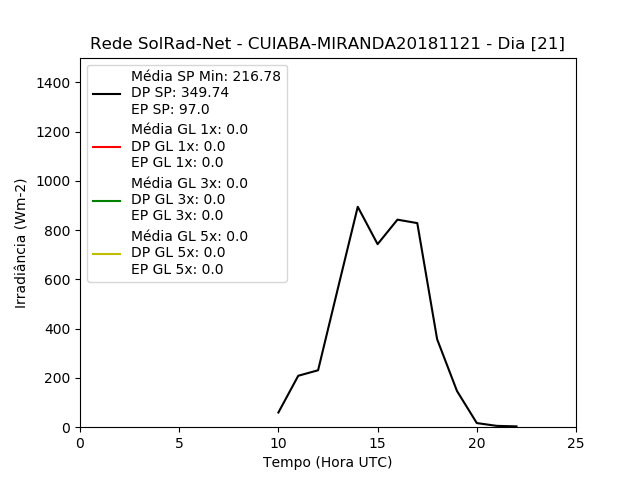 Rede SolRad-Net - CUIABA-MIRANDA20181121 - Dia [21]
Média SP Min: 216.78
DP SP: 349.74
EP SP: 97.0
Média GL 1x: 0.0
DP GL 1x: 0.0
EP GL 1x: 0.0
Média GL 3x: 0.0
DP GL 3x: 0.0
EP GL 3x: 0.0
Média GL 5x: 0.0
DP GL 5x: 0.0
EP GL 5x: 0.0
Irradiância (Wm-2)
1400
1200
1000
800
600
400
200
0
0 5 10 15 20 25
Tempo (Hora UTC)